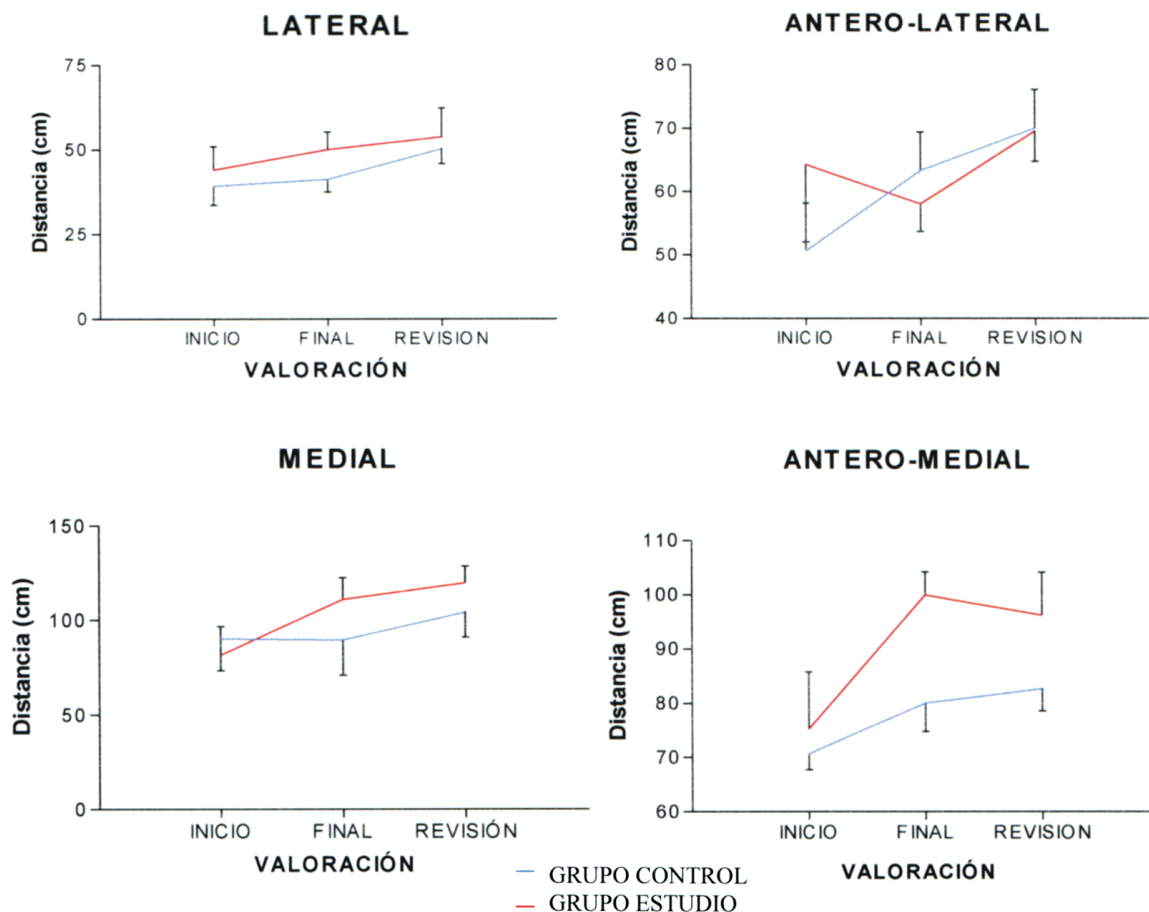 LATERAL
75
50
25
0
Distancia (cm)
INICIO FINAL REVISION
VALORACIÓN
ANTERO-LATERAL
80
70
60
50
40
Distancia (cm)
INICIO FINAL REVISION
VALORACIÓN
MEDIAL
150
100
50
0
Distancia (cm)
INICIO FINAL REVISIÓN
VALORACIÓN
ANTERO-MEDIAL
110
100
90
80
70
60
Distancia (cm)
INICIO FINAL REVISION
VALORACIÓN
GRUPO CONTROL
GRUPO ESTUDIO